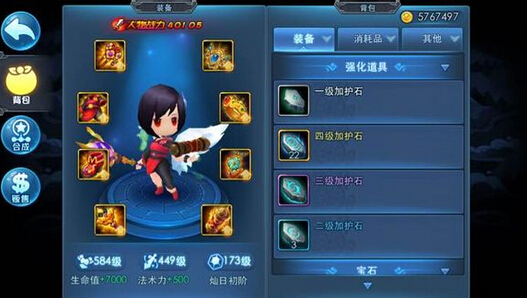 装备
人物战力 40105
背包
合成
贩售
584级
449级
173级
生命值+7000
法术力+500
灿日初阶
背包
5767497
装备
消耗品
其他
强化道具
一级加护石
四级加护石
22
三级加护石
二级加护石
3
宝石